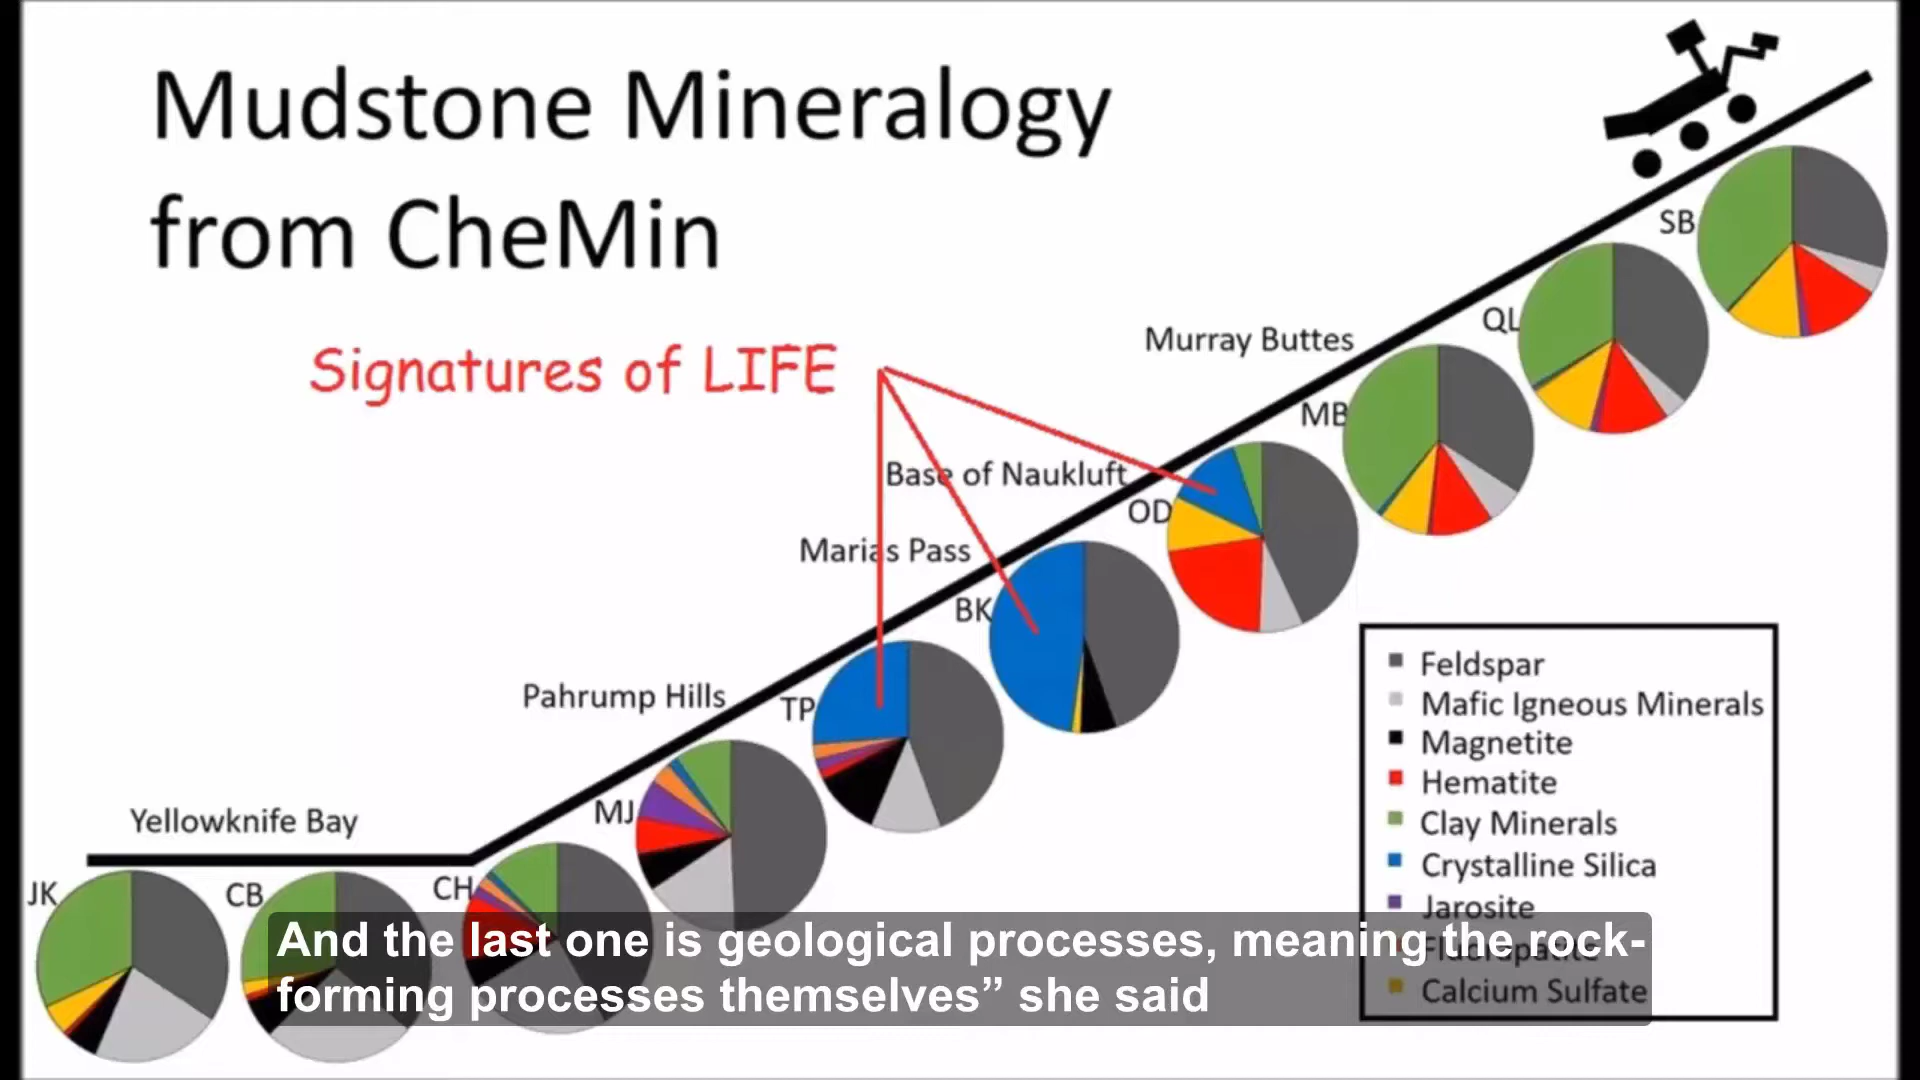 Mudstone Mineralogy
from CheMin
Signatures of LIFE
SB
QL
Murray Buttes
MB
Base of Naukluft
OD
Marias Pass
BK
Pahrump Hills
TP
MJ
Yellowknife Bay
JK
CB
CH
Feldspar
Mafic Igneous Minerals
Magnetite
Hematite
Clay Minerals
Crystalline Silica
Jarosite
Fluorapatite
Calcium Sulfate
And the last one is geological processes, meaning the rock-
forming processes themselves” she said